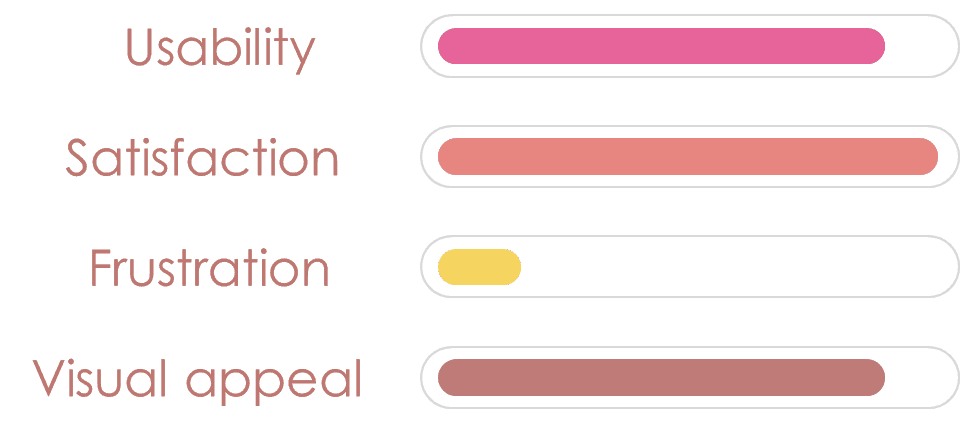 Usability
Satisfaction
Frustration
Visual appeal